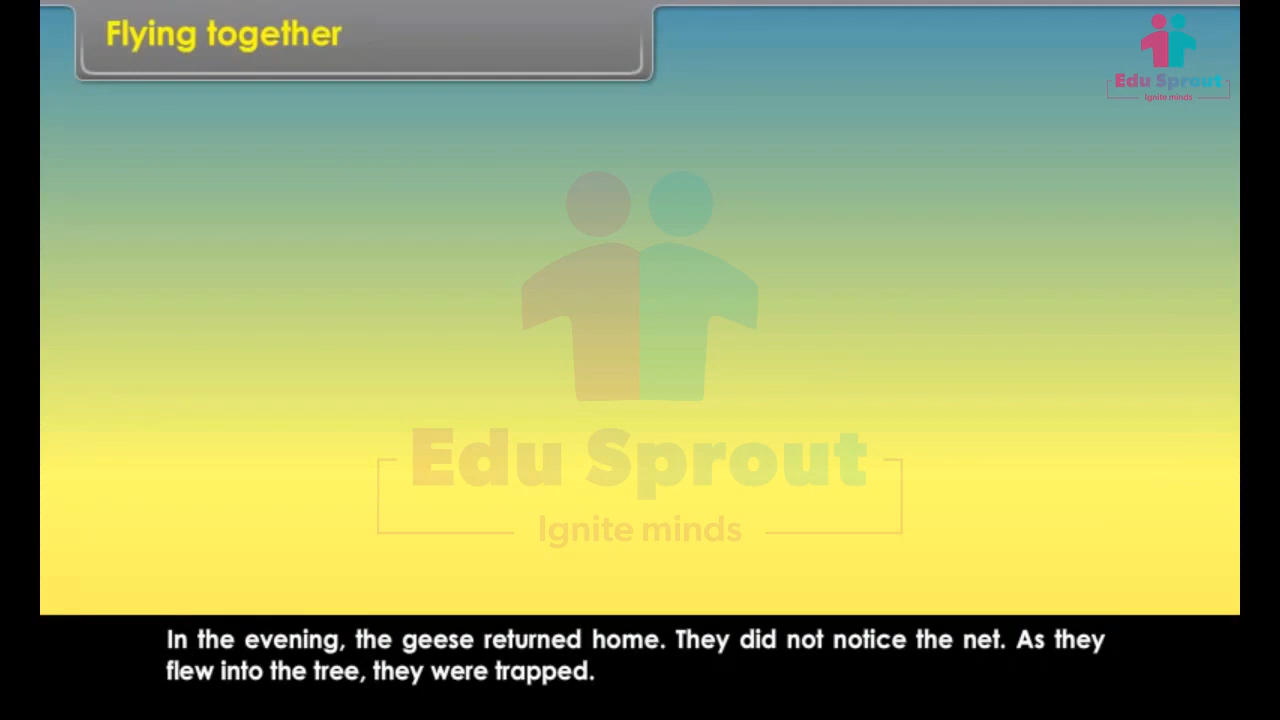 Flying together
Edu Sprout
Ignite minds
Edu Sprout
Ignite minds
In the evening, the geese returned home. They did not notice the net. As they
flew into the tree, they were trapped.